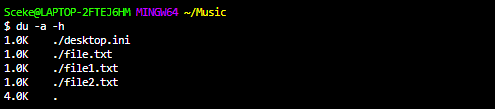 Sceke@LAPTOP-2FTEJ6HM MINGW64 ~/Music
$ du -a -h
1.0K    ./desktop.ini
1.0K    ./file.txt
1.0K    ./file1.txt
1.0K    ./file2.txt
4.0K    .